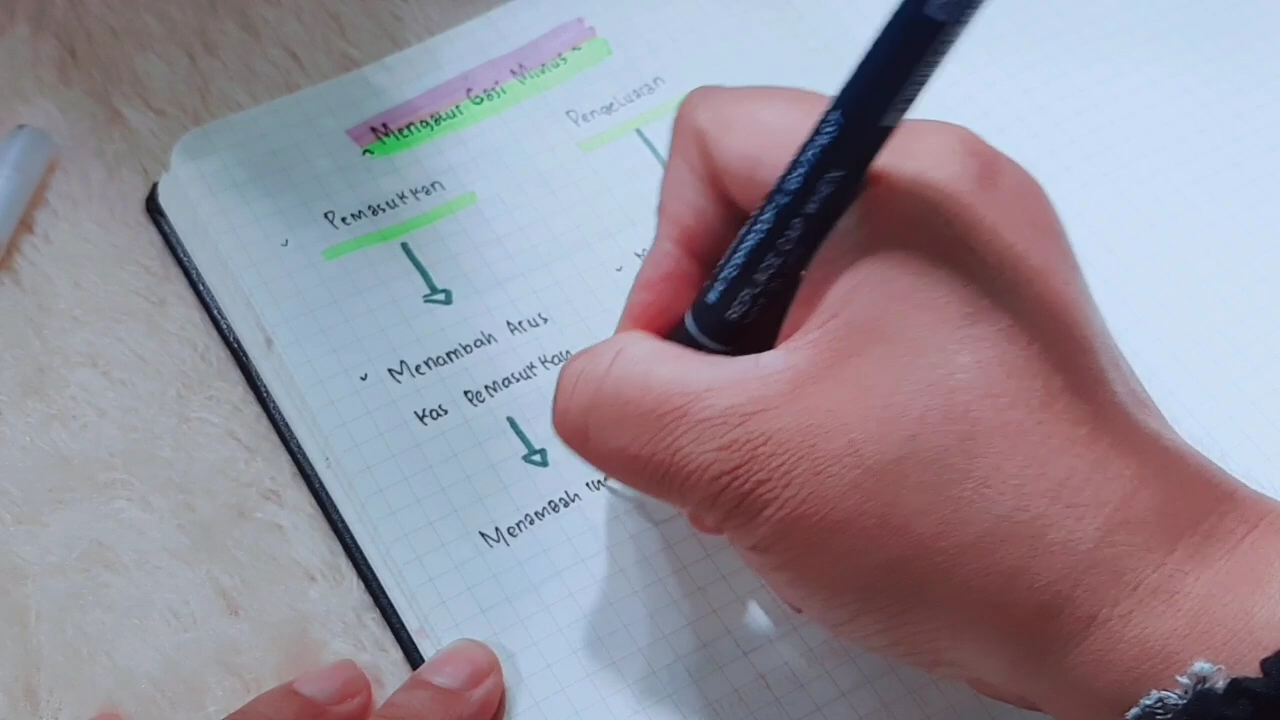 ~ Mengatur Gaji Minus ~
Pengeluaran
Pemasukkan
Menambah Arus
Kas Pemasukkan
Menambah